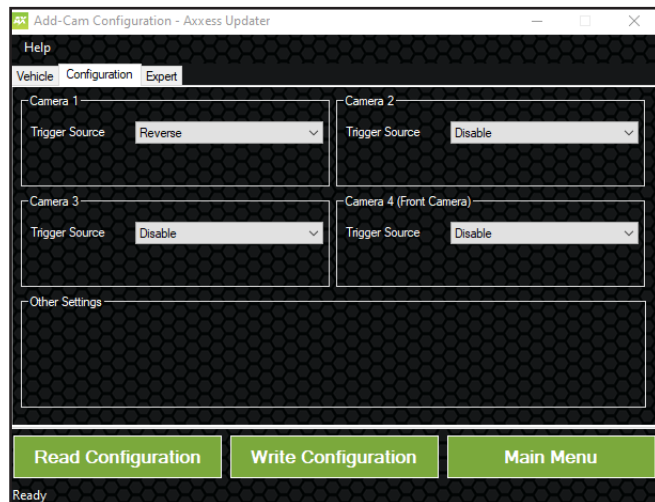 AX Add-Cam Configuration - Axxess Updater
Help
Vehicle Configuration Expert
Camera 1
Trigger Source Reverse
Camera 2
Trigger Source Disable
Camera 3
Trigger Source Disable
Camera 4 (Front Camera)
Trigger Source Disable
Other Settings
Read Configuration Write Configuration Main Menu
Ready